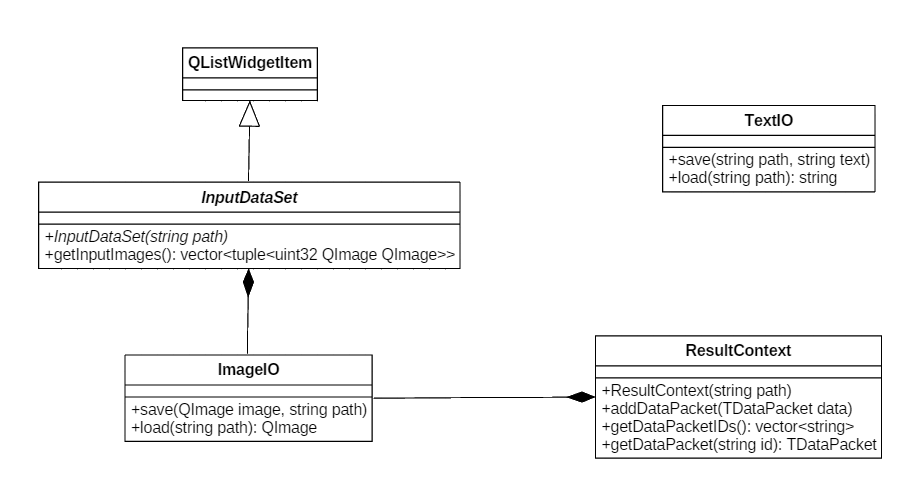 QListWidgetItem
TextIO
+save(string path, string text)
+load(string path): string
InputDataSet
+InputDataSet(string path)
+getInputImages(): vector<tuple<uint32 QImage QImage>>
ImageIO
+save(QImage image, string path)
+load(string path): QImage
ResultContext
+ResultContext(string path)
+addDataPacket(TDataPacket data)
+getDataPacketIDs(): vector<string>
+getDataPacket(string id): TDataPacket